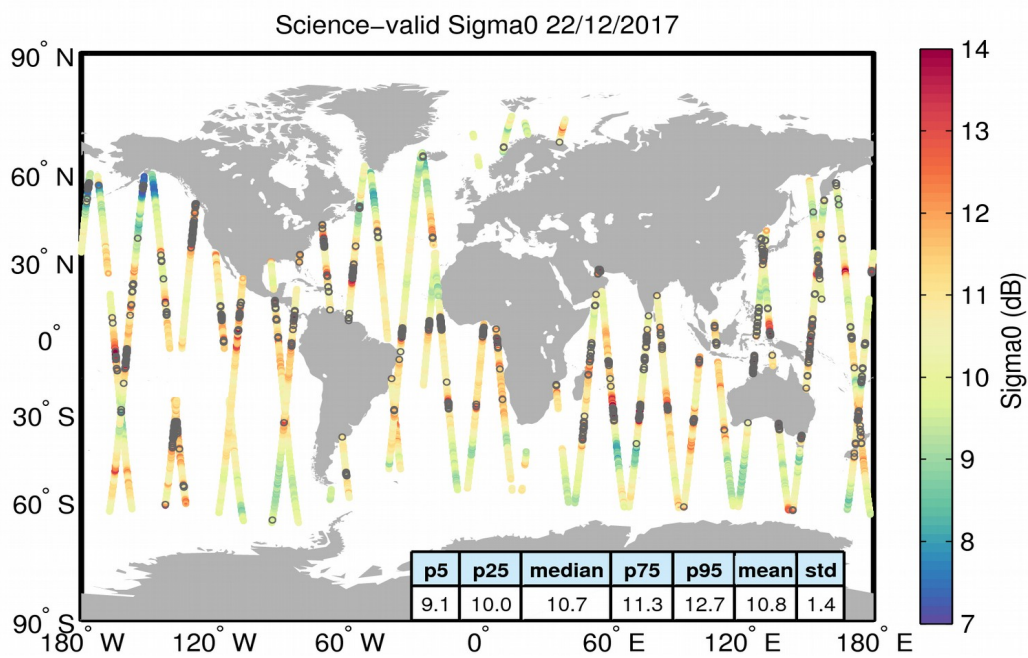 Science−valid Sigma0 22/12/2017
90° N
60° N
30° N
0°
30° S
60° S
90° S
180° W
120° W
60° W
0°
60° E
120° E
180° E
p5 p25 median p75 p95 mean std
9.1 10.0 10.7 11.3 12.7 10.8 1.4
14
13
12
11
10
9
8
7
Sigma0 (dB)